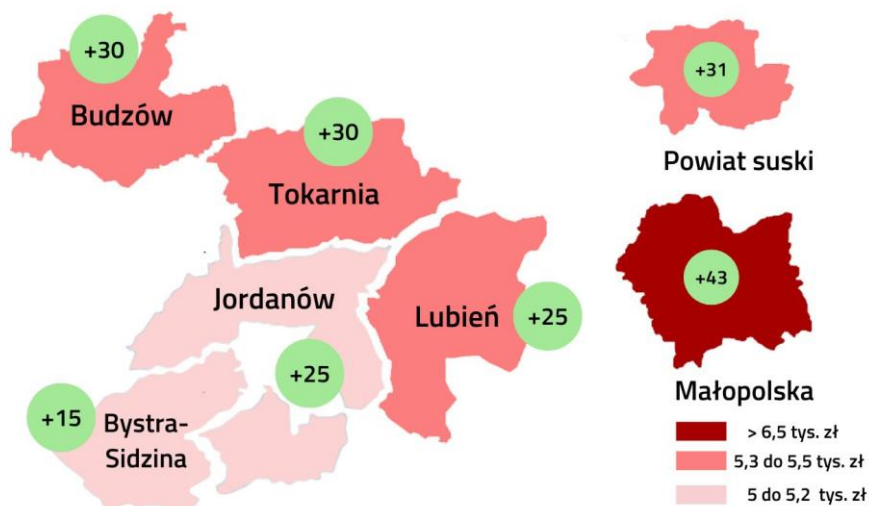 +30
Budzów
+30
Tokarnia
Jordanów
Lubień
+25
+25
+15
Bystra-
Sidzina
+31
Powiat suski
+43
Małopolska
> 6,5 tys. zł
5,3 do 5,5 tys. zł
5 do 5,2 tys. zł